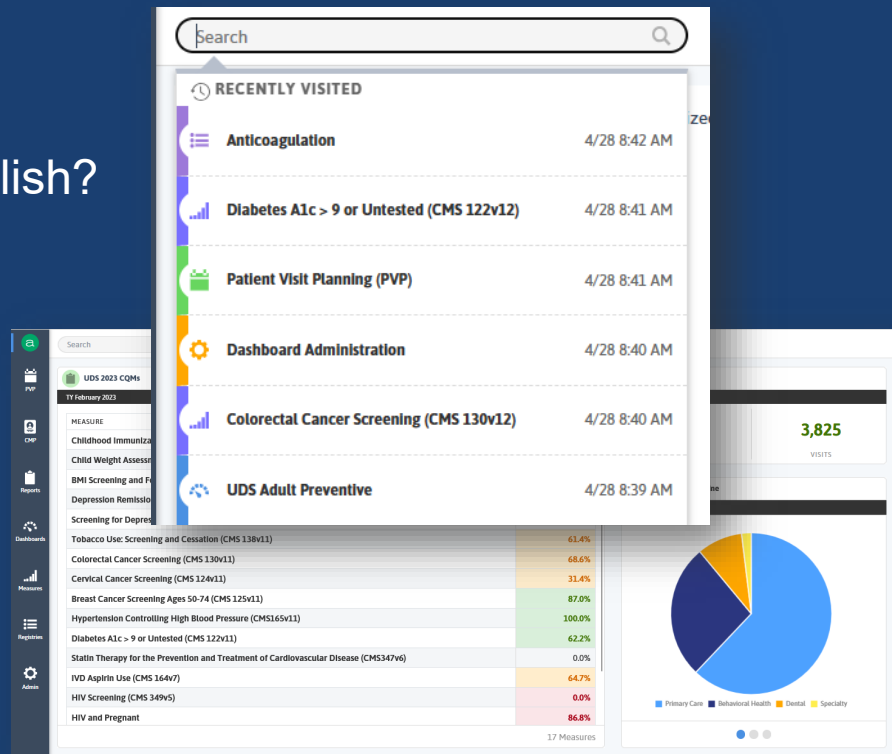 lish?
Search
RECENTLY VISITED
Anticoagulation 4/28 8:42 AM
Diabetes A1c > 9 or Untested (CMS 122v12) 4/28 8:41 AM
Patient Visit Planning (PVP) 4/28 8:41 AM
Dashboard Administration 4/28 8:40 AM
Colorectal Cancer Screening (CMS 130v12) 4/28 8:40 AM
UDS Adult Preventive 4/28 8:39 AM
ize
a
PVP
CMP
Reports
Dashboards
Measures
Registries
Admin
Search
UDS 2023 CQMs
TY February 2023
MEASURE
Childhood Immuniza
Child Weight Assessm
BMI Screening and Fo
Depression Remissio
Screening for Depres
Tobacco Use: Screening and Cessation (CMS 138v11) 61.4%
Colorectal Cancer Screening (CMS 130v11) 68.6%
Cervical Cancer Screening (CMS 124v11) 31.4%
Breast Cancer Screening Ages 50-74 (CMS 125v11) 87.0%
Hypertension Controlling High Blood Pressure (CMS165v11) 100.0%
Diabetes A1c > 9 or Untested (CMS 122v11) 62.2%
Statin Therapy for the Prevention and Treatment of Cardiovascular Disease (CMS347v6) 0.0%
IVD Aspirin Use (CMS 164v7) 64.7%
HIV Screening (CMS 349v5) 0.0%
HIV and Pregnant 86.8%
17 Measures
3,825
VISITS
ne
Primary Care Behavioral Health Dental Specialty